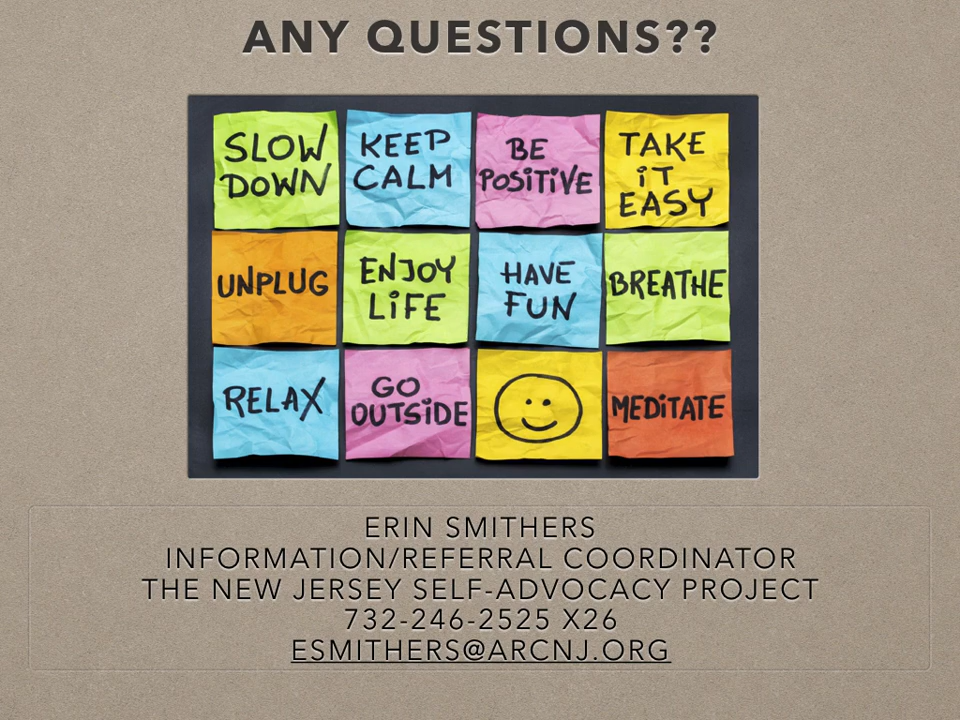 ANY QUESTIONS??
SLOW
DOWN
KEEP
CALM
BE
POSITIVE
TAKE
IT
EASY
UNPLUG
ENJOY
LIFE
HAVE
FUN
BREATHE
RELAX
GO
OUTSIDE
MEDITATE
ERIN SMITHERS
INFORMATION/REFERRAL COORDINATOR
THE NEW JERSEY SELF-ADVOCACY PROJECT
732-246-2525 X26
ESMITHERS@ARCNJ.ORG